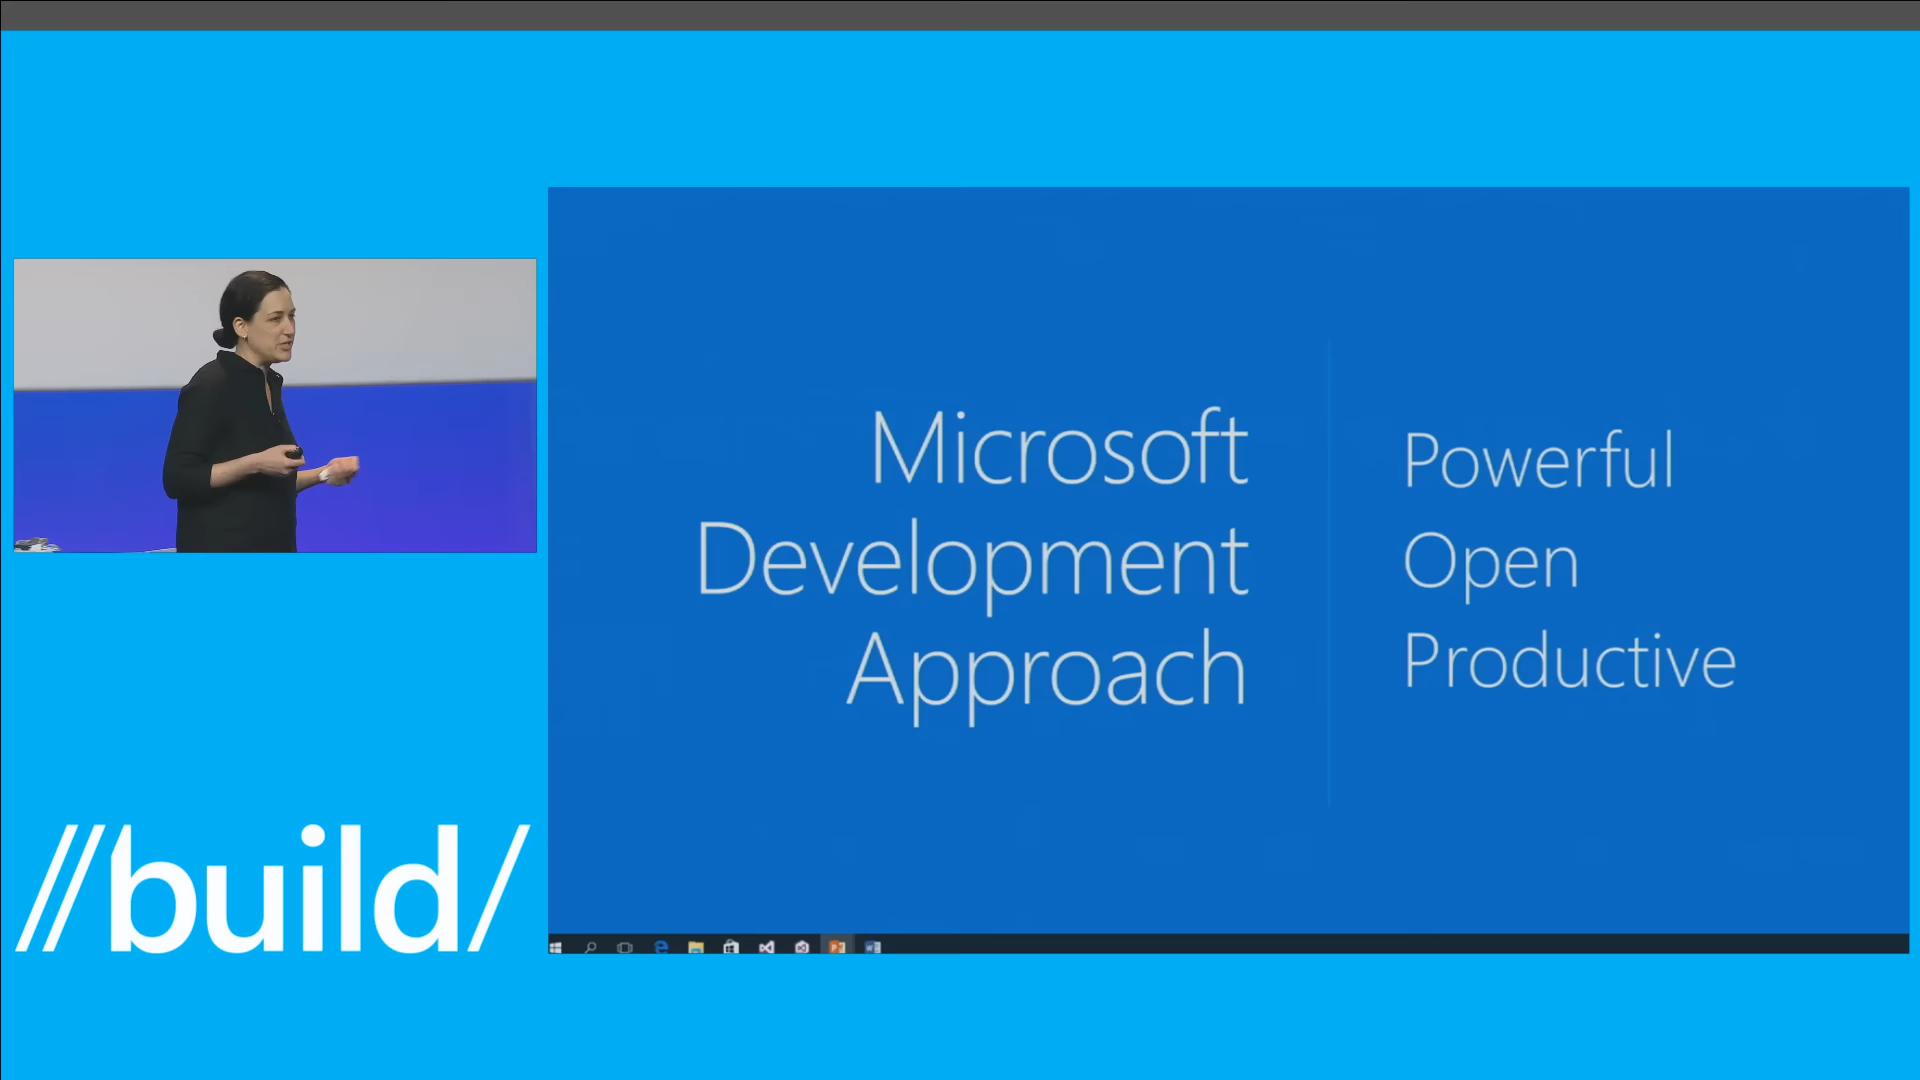 Microsoft
Development
Approach
Powerful
Open
Productive
//build/